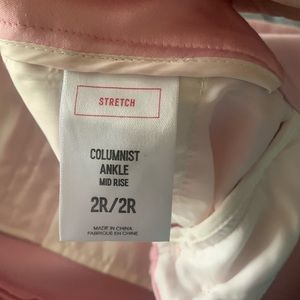 STRETCH
COLUMNIST
ANKLE
MID RISE
2R/2R
MADE IN CHINA
FABRIQUÉ EN CHINE